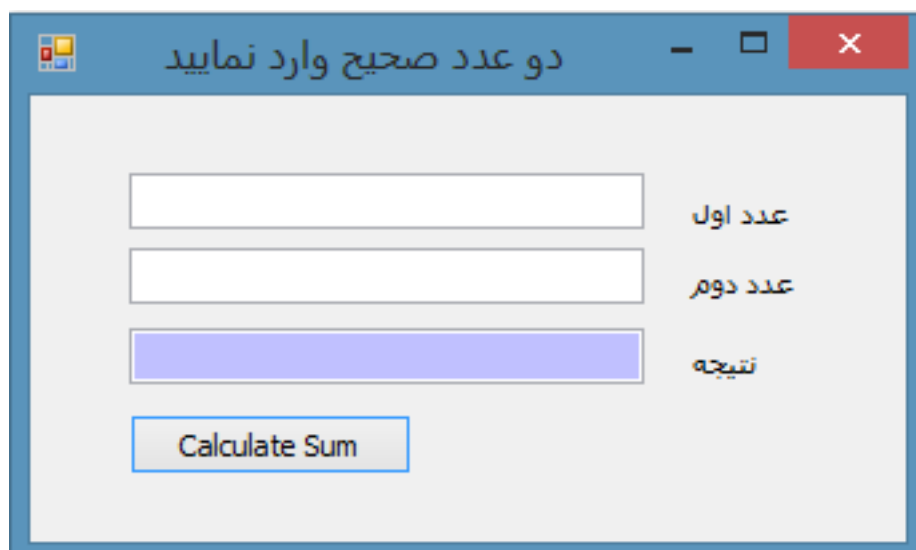 دو عدد صحیح وارد نمایید
عدد اول
عدد دوم
نتیجه
Calculate Sum